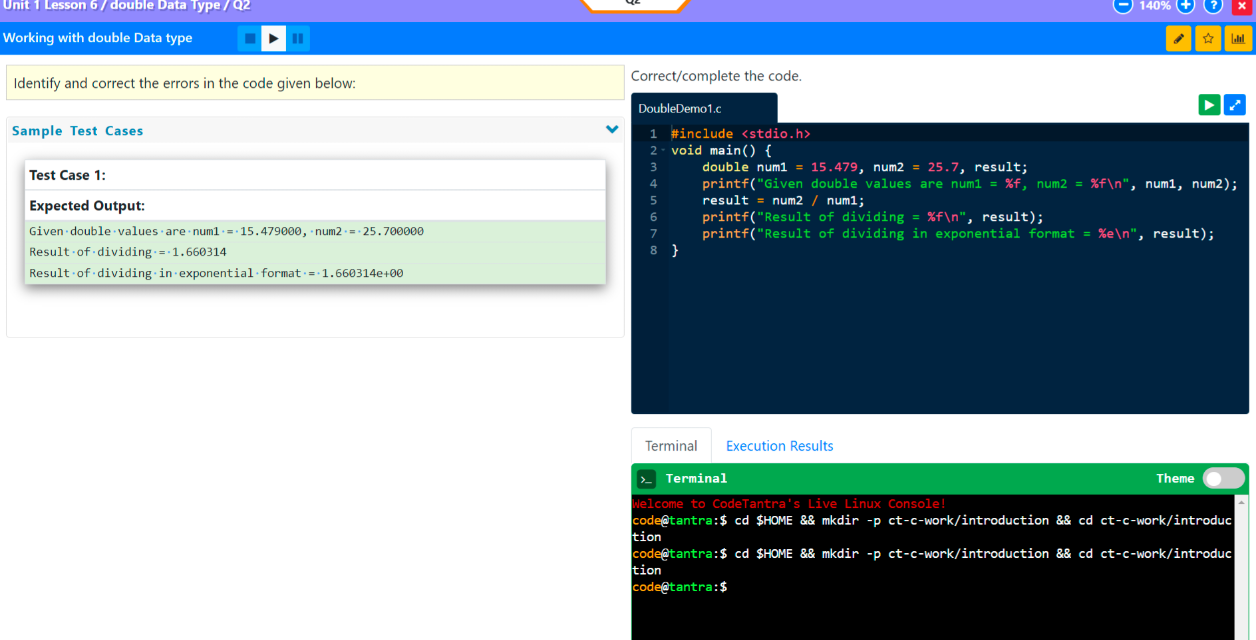 Unit 1 Lesson 6 / double Data Type / Q2
Q2
140%
?
Working with double Data type
Identify and correct the errors in the code given below:
Sample Test Cases
Test Case 1:
Expected Output:
Given·double·values·are·num1·=·15.479000,·num2·=·25.700000
Result·of·dividing·=·1.660314
Result·of·dividing·in·exponential·format·=·1.660314e+00
Correct/complete the code.
DoubleDemo1.c
1 #include <stdio.h>
2 void main() {
3     double num1 = 15.479, num2 = 25.7, result;
4     printf("Given double values are num1 = %f, num2 = %f\n", num1, num2);
5     result = num2 / num1;
6     printf("Result of dividing = %f\n", result);
7     printf("Result of dividing in exponential format = %e\n", result);
8 }
Terminal
Execution Results
>_ Terminal
Theme
Welcome to CodeTantra's Live Linux Console!
code@tantra:$ cd $HOME && mkdir -p ct-c-work/introduction && cd ct-c-work/introduc
tion
code@tantra:$ cd $HOME && mkdir -p ct-c-work/introduction && cd ct-c-work/introduc
tion
code@tantra:$